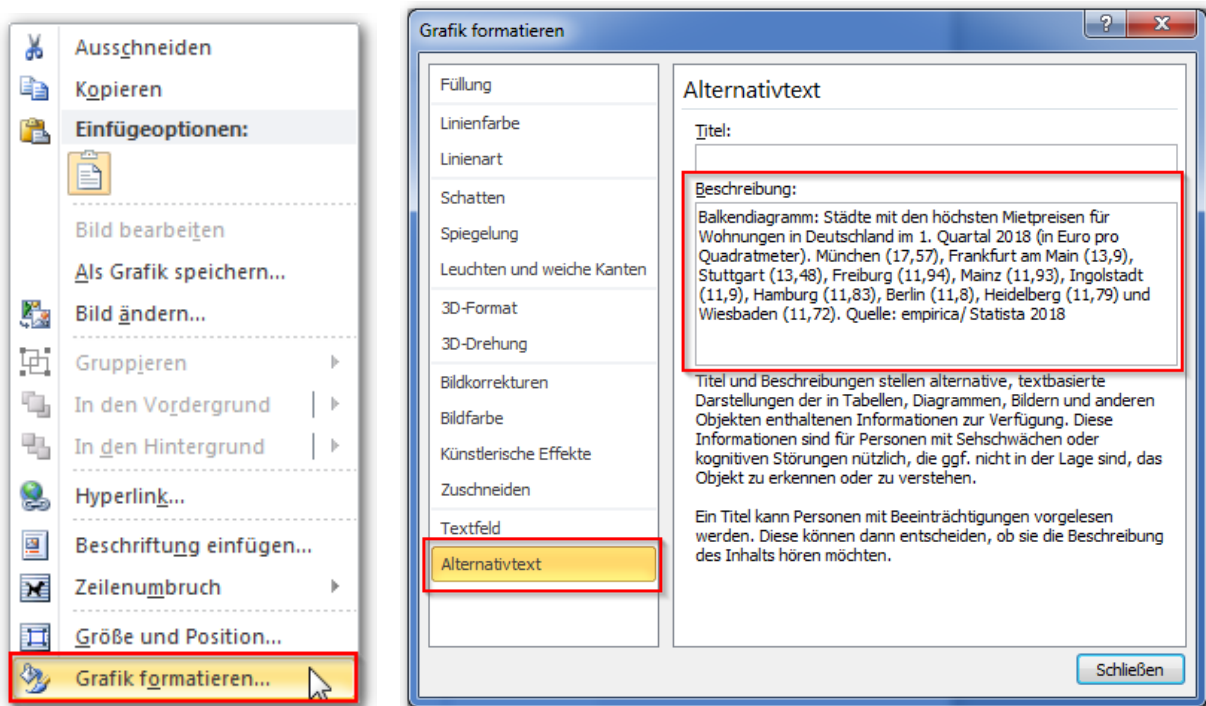 Ausschneiden
Kopieren
Einfügeoptionen:
Bild bearbeiten
Als Grafik speichern...
Bild ändern...
Gruppieren
In den Vordergrund
In den Hintergrund
Hyperlink...
Beschriftung einfügen...
Zeilenumbruch
Größe und Position...
Grafik formatieren...
Grafik formatieren
Füllung
Linienfarbe
Linienart
Schatten
Spiegelung
Leuchten und weiche Kanten
3D-Format
3D-Drehung
Bildkorrekturen
Bildfarbe
Künstlerische Effekte
Zuschneiden
Textfeld
Alternativtext
Alternativtext
Titel:
Beschreibung:
Balkendiagramm: Städte mit den höchsten Mietpreisen für
Wohnungen in Deutschland im 1. Quartal 2018 (in Euro pro
Quadratmeter). München (17,57), Frankfurt am Main (13,9),
Stuttgart (13,48), Freiburg (11,94), Mainz (11,93), Ingolstadt
(11,9), Hamburg (11,83), Berlin (11,8), Heidelberg (11,79) und
Wiesbaden (11,72). Quelle: empirica/ Statista 2018
Titel und Beschreibungen stellen alternative, textbasierte
Darstellungen der in Tabellen, Diagrammen, Bildern und anderen
Objekten enthaltenen Informationen zur Verfügung. Diese
Informationen sind für Personen mit Sehschwächen oder
kognitiven Störungen nützlich, die ggf. nicht in der Lage sind, das
Objekt zu erkennen oder zu verstehen.
Ein Titel kann Personen mit Beeinträchtigungen vorgelesen
werden. Diese können dann entscheiden, ob sie die Beschreibung
des Inhalts hören möchten.
Schließen